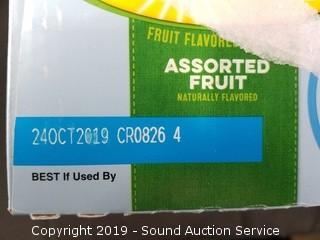 FRUIT FLAVORED
ASSORTED
FRUIT
NATURALLY FLAVORED
24OCT2019 CR0826 4
BEST If Used By
Copyright 2019 - Sound Auction Service